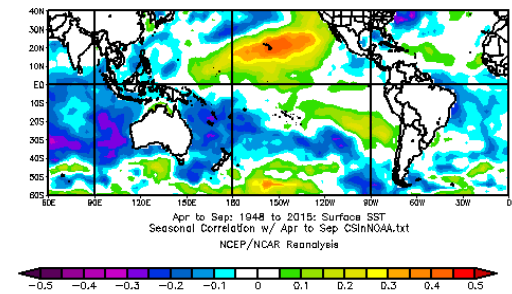 40N
30N
20N
10N
EQ
10S
20S
30S
40S
50S
60S
60E 90E 120E 150E 180 150W 120W 90W 60W 30W 0
Apr to Sep: 1948 to 2015: Surface SST
Seasonal Correlation w/ Apr to Sep CSInNOAA.txt
NCEP/NCAR Reanalysis
-0.5 -0.4 -0.3 -0.2 -0.1 0 0.1 0.2 0.3 0.4 0.5